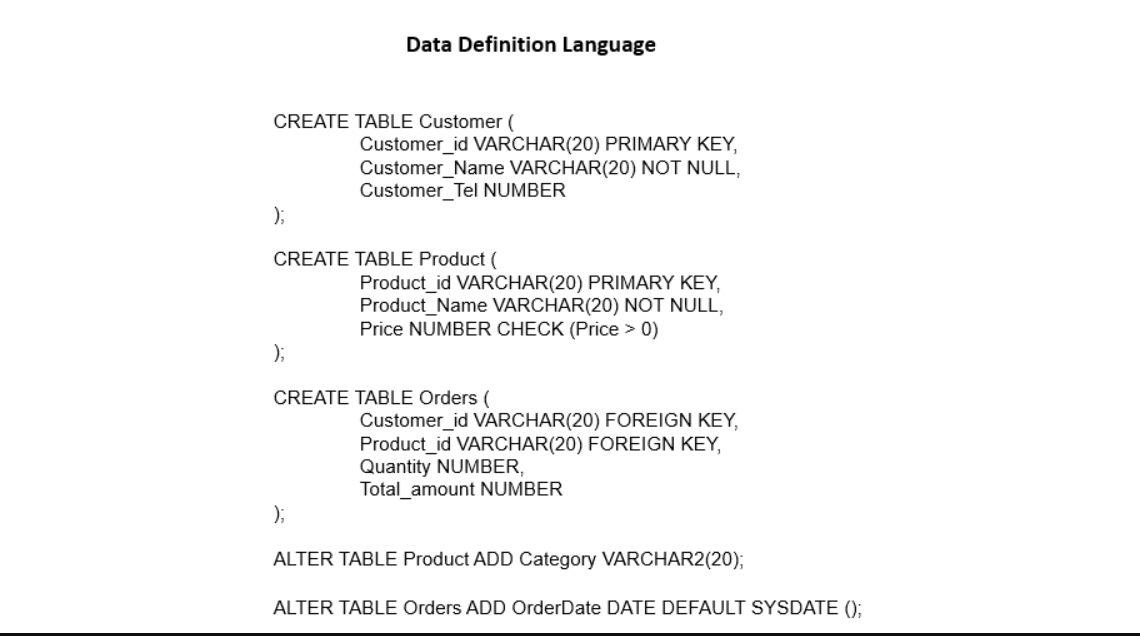 Data Definition Language
CREATE TABLE Customer (
Customer_id VARCHAR(20) PRIMARY KEY,
Customer_Name VARCHAR(20) NOT NULL,
Customer_Tel NUMBER
);
CREATE TABLE Product (
Product_id VARCHAR(20) PRIMARY KEY,
Product_Name VARCHAR(20) NOT NULL,
Price NUMBER CHECK (Price > 0)
);
CREATE TABLE Orders (
Customer_id VARCHAR(20) FOREIGN KEY,
Product_id VARCHAR(20) FOREIGN KEY,
Quantity NUMBER,
Total_amount NUMBER
);
ALTER TABLE Product ADD Category VARCHAR2(20);
ALTER TABLE Orders ADD OrderDate DATE DEFAULT SYSDATE ();